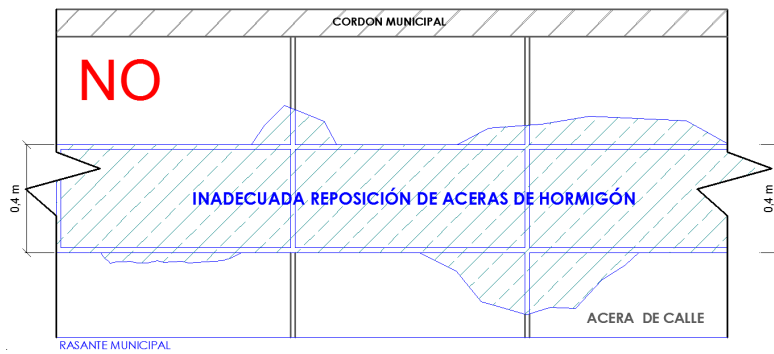 CORDON MUNICIPAL
NO
0,4 m
INADECUADA REPOSICIÓN DE ACERAS DE HORMIGÓN
0,4 m
ACERA DE CALLE
RASANTE MUNICIPAL